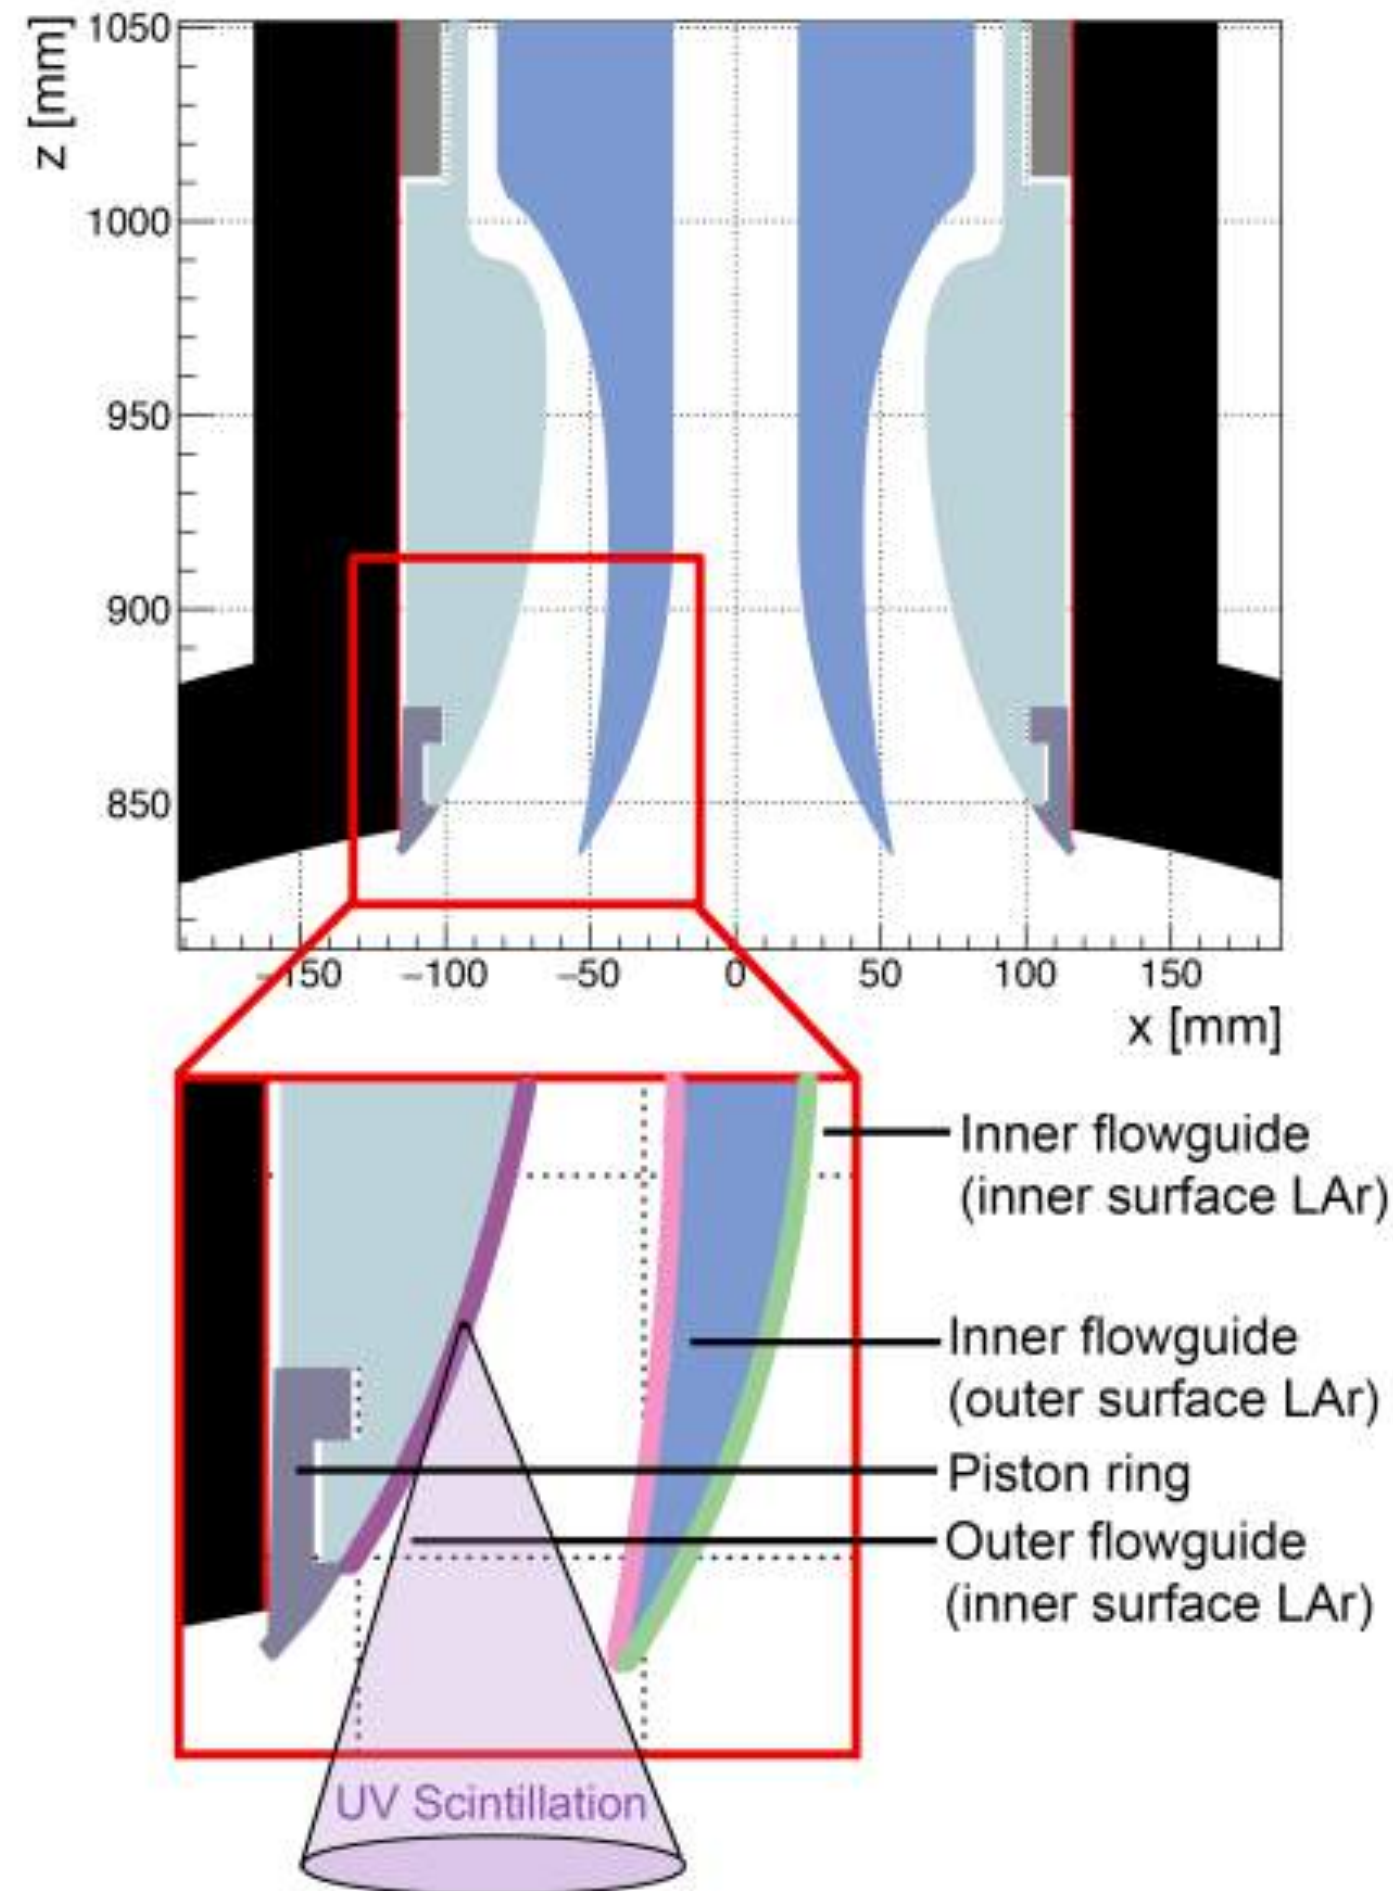 z [mm]
1050
1000
950
900
850
−150 −100 −50 0 50 100 150
x [mm]
Inner flowguide
(inner surface LAr)
Inner flowguide
(outer surface LAr)
Piston ring
Outer flowguide
(inner surface LAr)
UV Scintillation